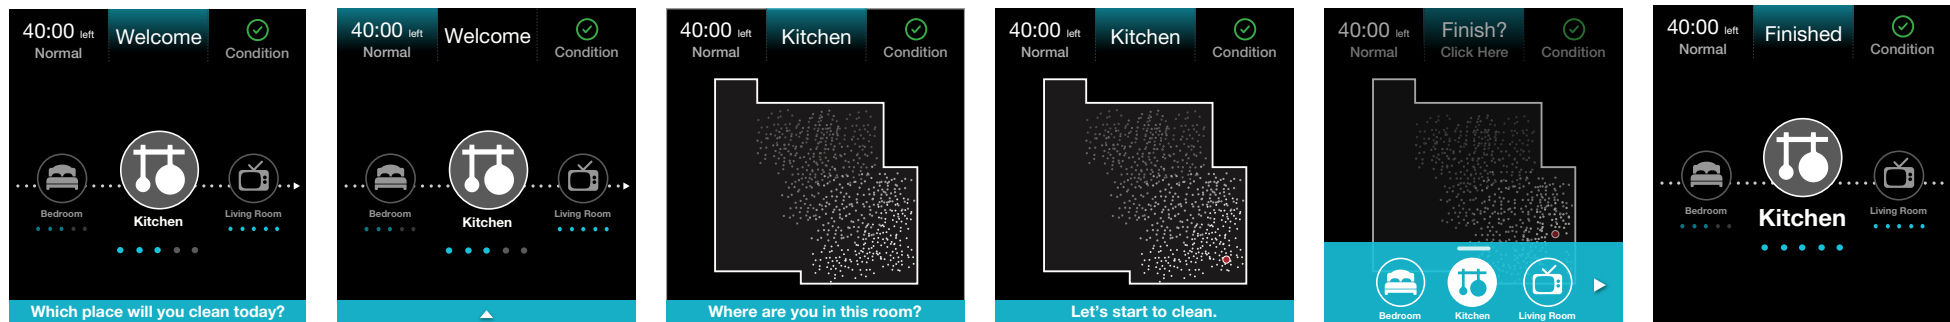 40:00 left
Normal
Welcome
Condition
Bedroom
Kitchen
Living Room
Which place will you clean today?
40:00 left
Normal
Welcome
Condition
Bedroom
Kitchen
Living Room
40:00 left
Normal
Kitchen
Condition
Where are you in this room?
40:00 left
Normal
Kitchen
Condition
Let's start to clean.
40:00 left
Normal
Finish?
Click Here
Condition
Bedroom
Kitchen
Living Room
40:00 left
Normal
Finished
Condition
Bedroom
Kitchen
Living Room